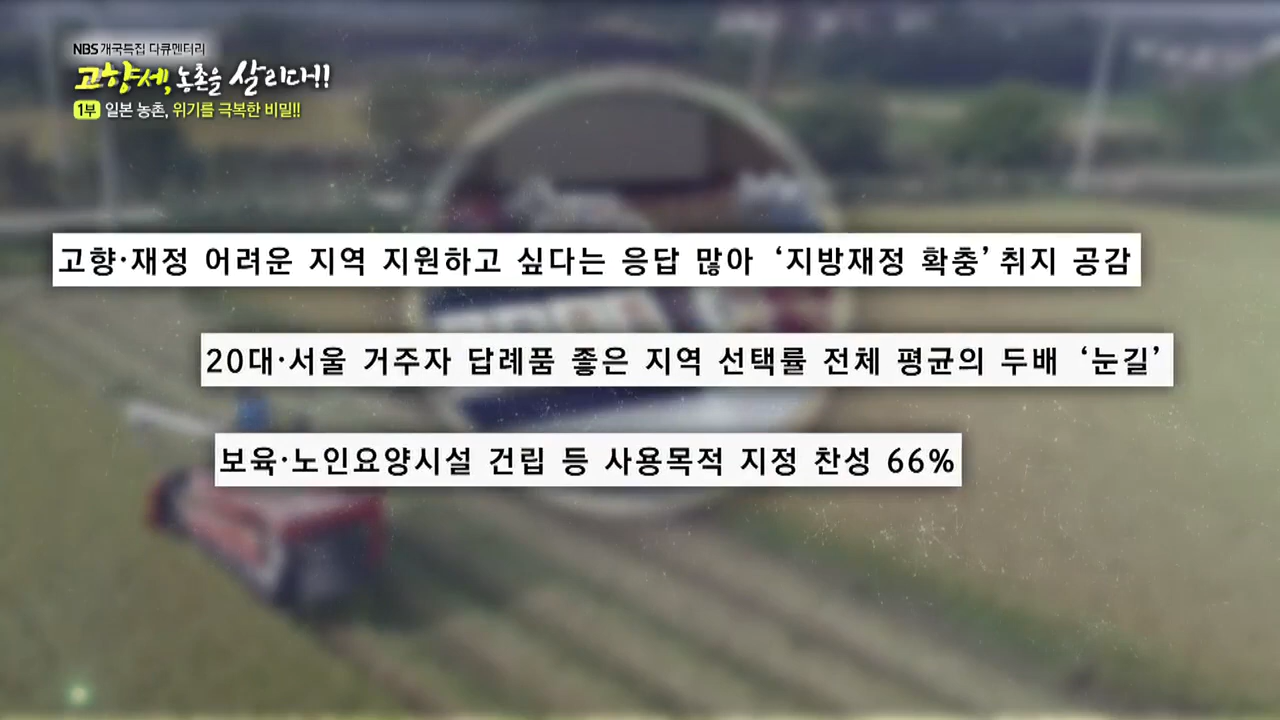 NBS 개국특집 다큐멘터리
고향세, 농촌을 살리다!!
1부 일본 농촌, 위기를 극복한 비밀!!
고향·재정 어려운 지역 지원하고 싶다는 응답 많아 ‘지방재정 확충’ 취지 공감
20대·서울 거주자 답례품 좋은 지역 선택률 전체 평균의 두배 ‘눈길’
보육·노인요양시설 건립 등 사용목적 지정 찬성 66%